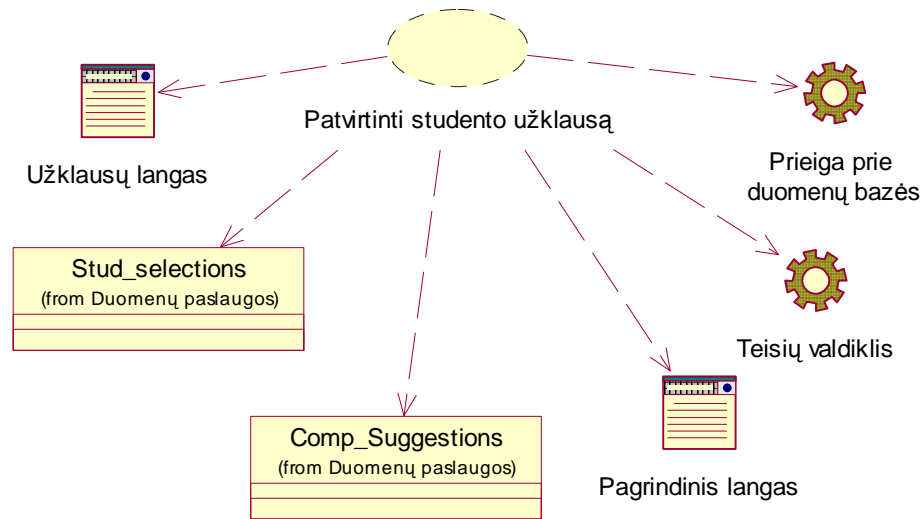 Patvirtinti studento užklausą
Užklausų langas
Prieiga prie
duomenų bazės
Stud_selections
(from Duomenų paslaugos)
Teisių valdiklis
Comp_Suggestions
(from Duomenų paslaugos)
Pagrindinis langas